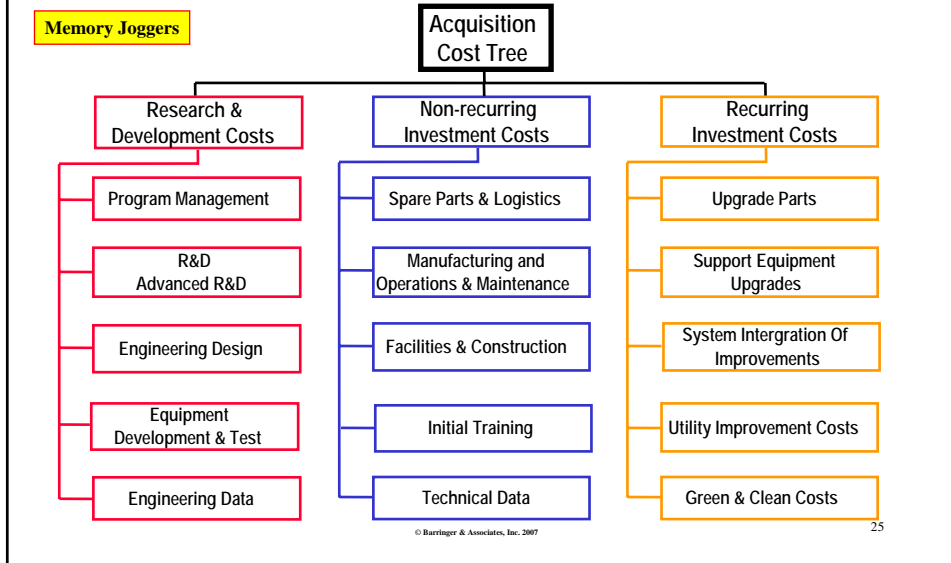 Memory Joggers
Acquisition
Cost Tree
Research &
Development Costs
Program Management
R&D
Advanced R&D
Engineering Design
Equipment
Development & Test
Engineering Data
Non-recurring
Investment Costs
Spare Parts & Logistics
Manufacturing and
Operations & Maintenance
Facilities & Construction
Initial Training
Technical Data
Recurring
Investment Costs
Upgrade Parts
Support Equipment
Upgrades
System Intergration Of
Improvements
Utility Improvement Costs
Green & Clean Costs
© Barringer & Associates, Inc. 2007
25